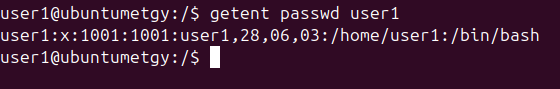 user1@ubuntumetgy:/$ getent passwd user1
user1:x:1001:1001:user1,28,06,03:/home/user1:/bin/bash
user1@ubuntumetgy:/$